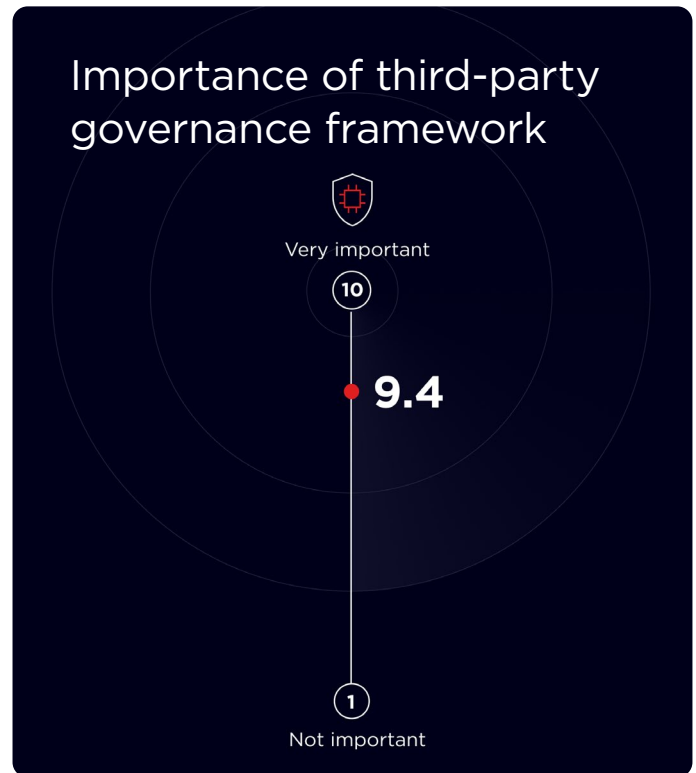 Importance of third-party
governance framework
Very important
10
9.4
1
Not important